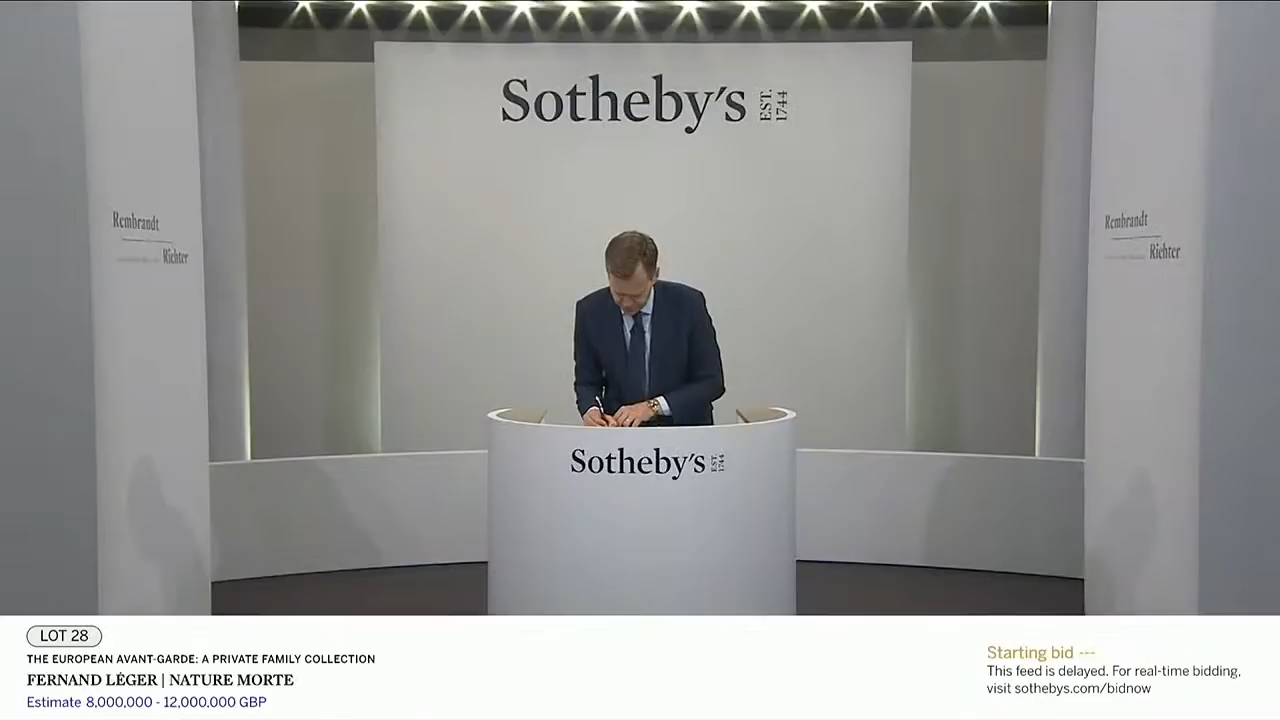 Sotheby's EST. 1744
Rembrandt
Richter
Rembrandt
Richter
Sotheby's EST. 1744
LOT 28
THE EUROPEAN AVANT-GARDE: A PRIVATE FAMILY COLLECTION
FERNAND LÉGER | NATURE MORTE
Estimate 8,000,000 - 12,000,000 GBP
Starting bid ---
This feed is delayed. For real-time bidding,
visit sothebys.com/bidnow